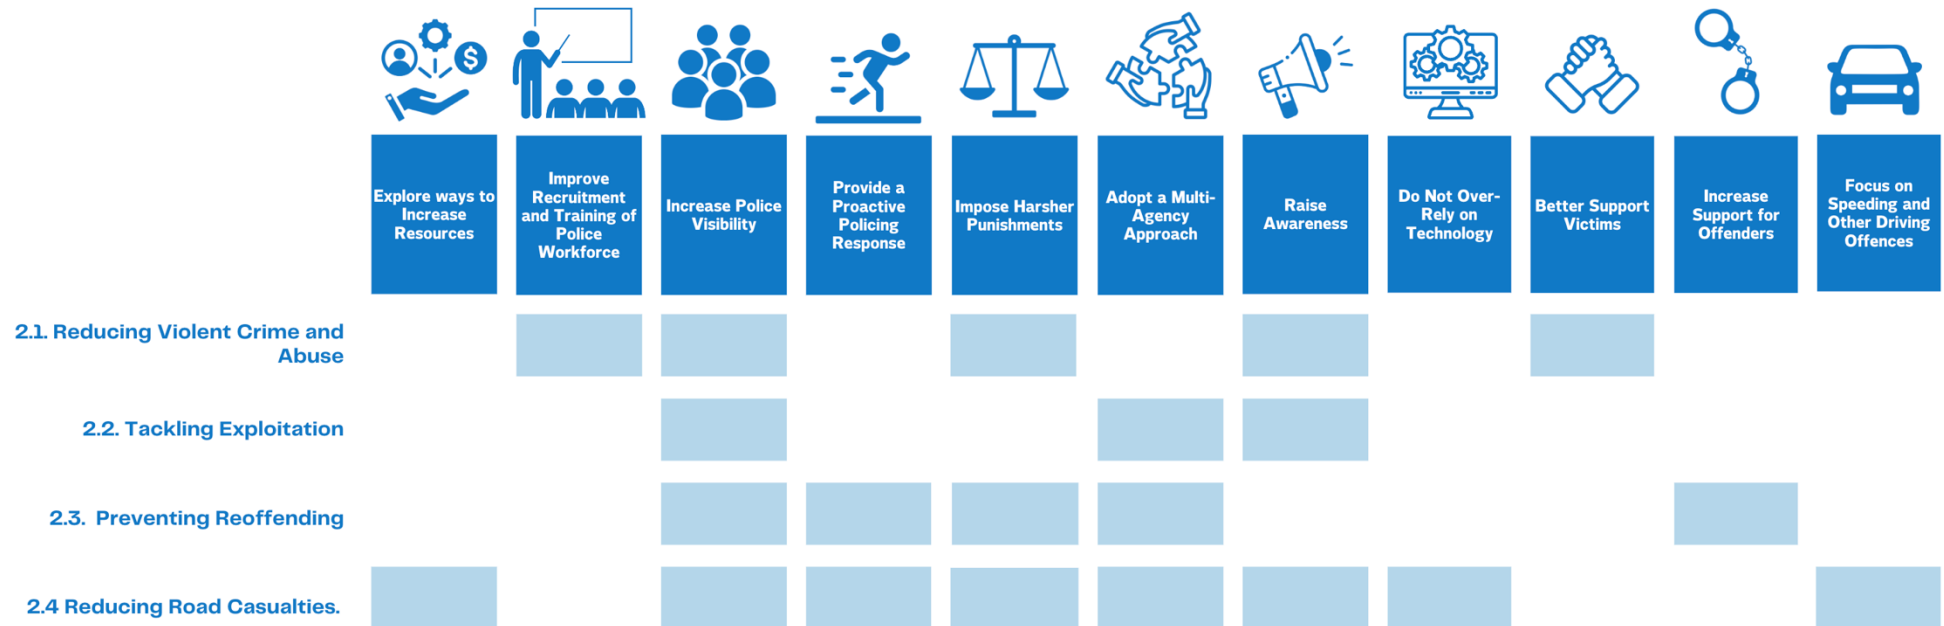 $
Explore ways to
Increase
Resources
Improve
Recruitment
and Training of
Police
Workforce
Increase Police
Visibility
Provide a
Proactive
Policing
Response
Impose Harsher
Punishments
Adopt a Multi-
Agency
Approach
Raise
Awareness
Do Not Over-
Rely on
Technology
Better Support
Victims
Increase
Support for
Offenders
Focus on
Speeding and
Other Driving
Offences
2.1. Reducing Violent Crime and
Abuse
2.2. Tackling Exploitation
2.3. Preventing Reoffending
2.4 Reducing Road Casualties.